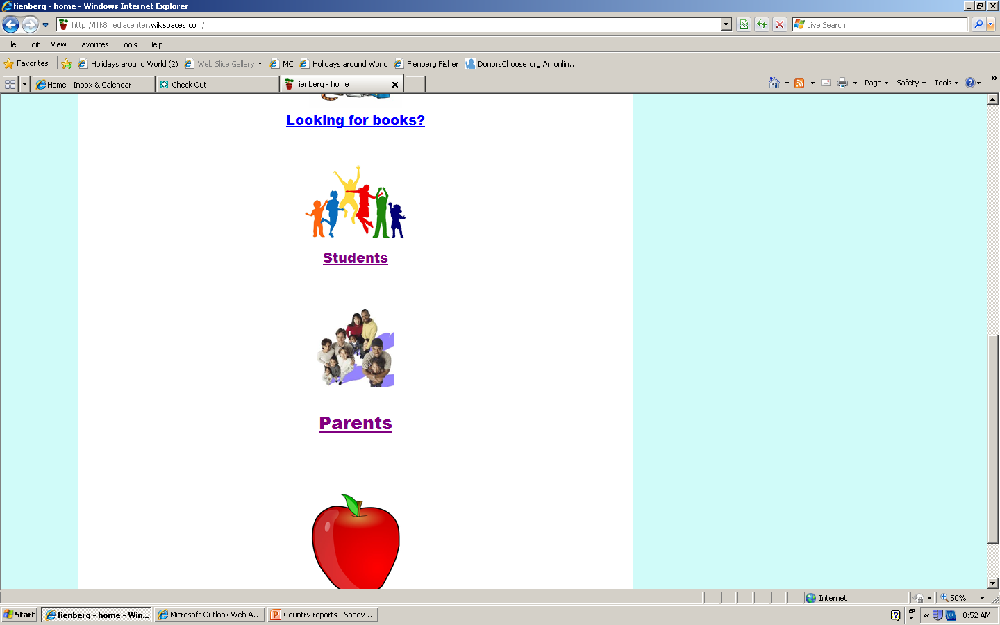 fienberg - home - Windows Internet Explorer
http://ffk8mediacenter.wikispaces.com/
Live Search
File Edit View Favorites Tools Help
Favorites Holidays around World (2) Web Slice Gallery MC Holidays around World Fienberg Fisher DonorsChoose.org An onlin...
Home - Inbox & Calendar Check Out fienberg - home Page Safety Tools
Looking for books?
Students
Parents
Internet 50%
Start fienberg - home - Win... Microsoft Outlook Web A... Country reports - Sandy ... 8:52 AM